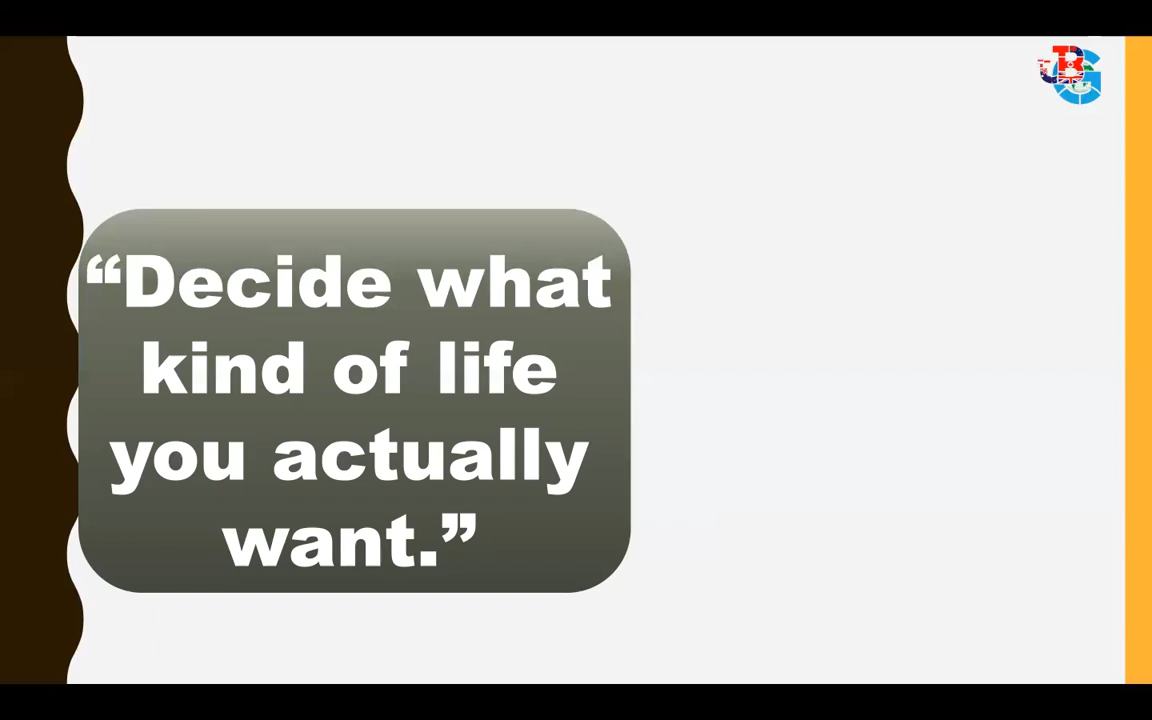 “Decide what
kind of life
you actually
want.”